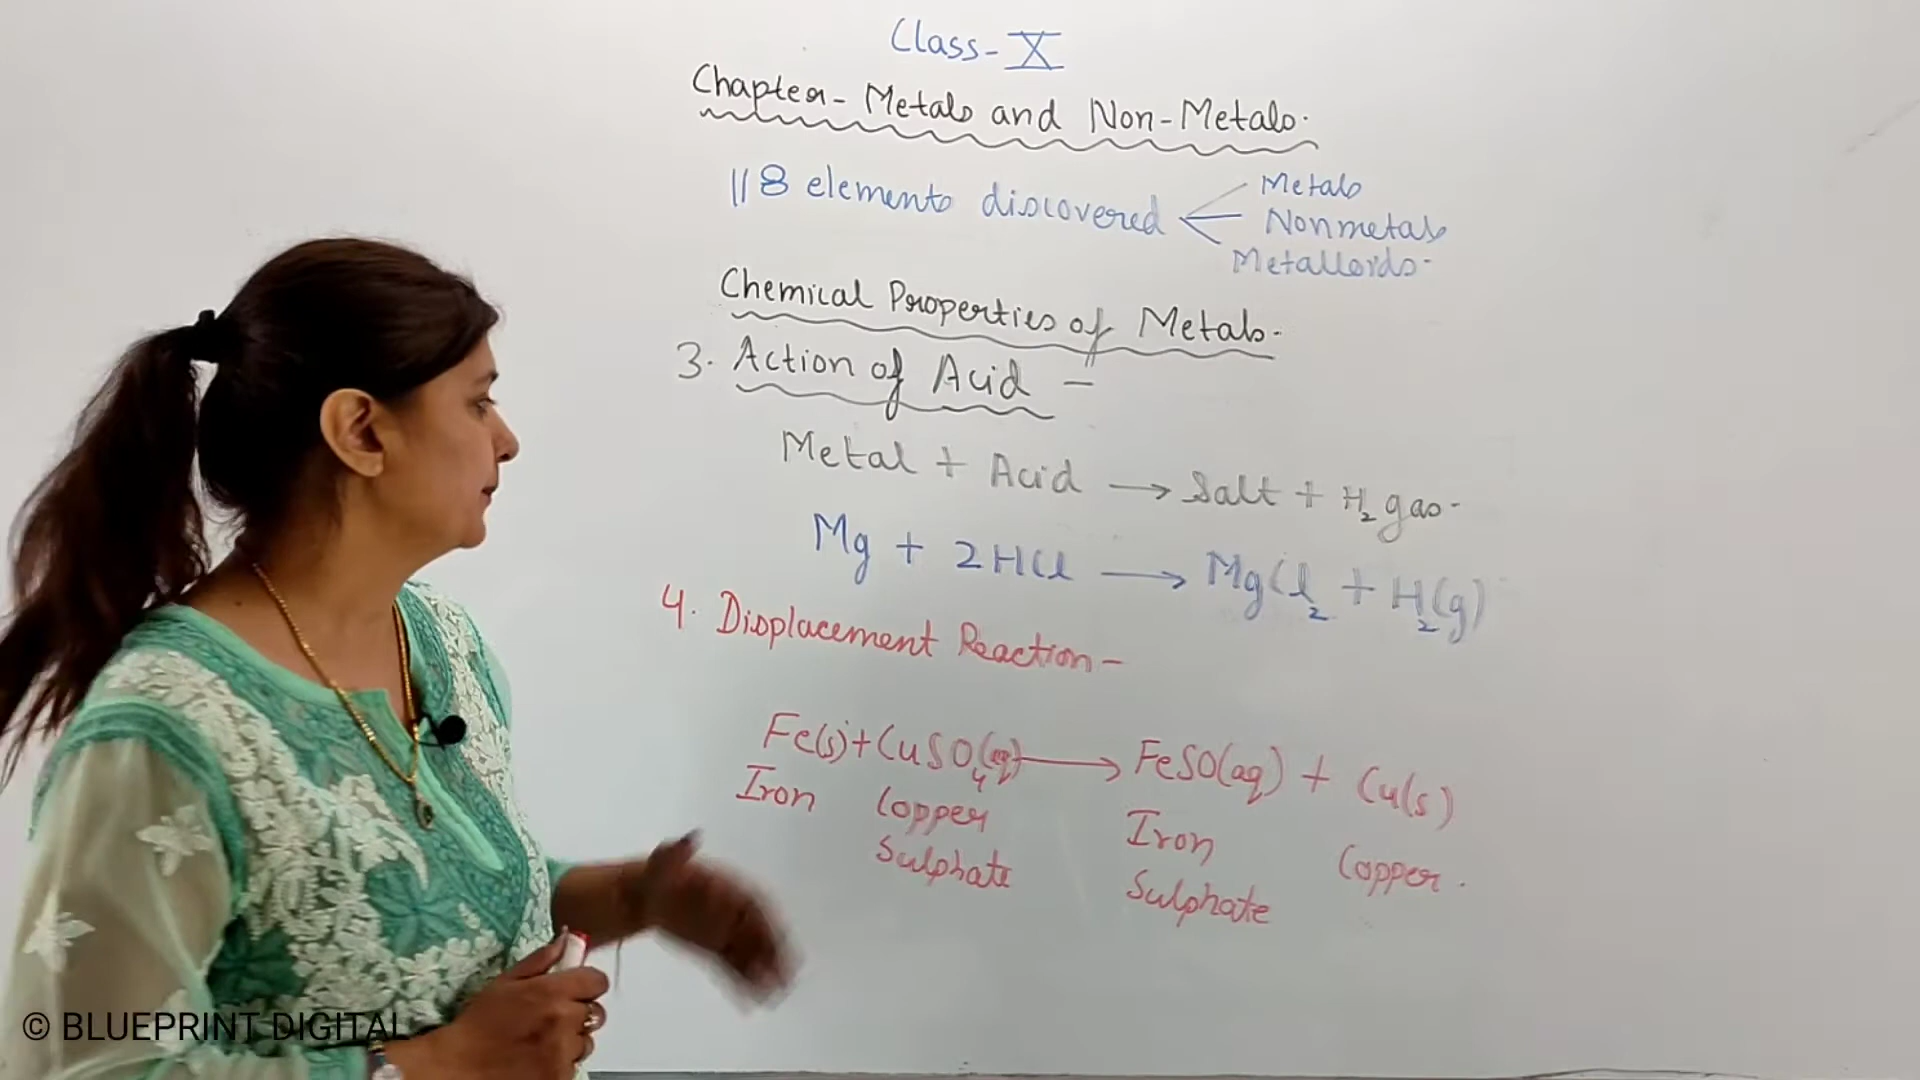 Class-X
Chapter- Metals and Non-Metals.
118 elements discovered
Metals
Nonmetals
Metalloids.
Chemical Properties of Metals.
3. Action of Acid -
Metal + Acid → Salt + H₂ gas.
Mg + 2HCl → MgCl₂ + H₂(g)
4. Displacement Reaction-
Fe(s)+CuSO₄(aq) → FeSO(aq) + Cu(s)
Iron Copper Sulphate Iron Sulphate Copper.
© BLUEPRINT DIGITAL